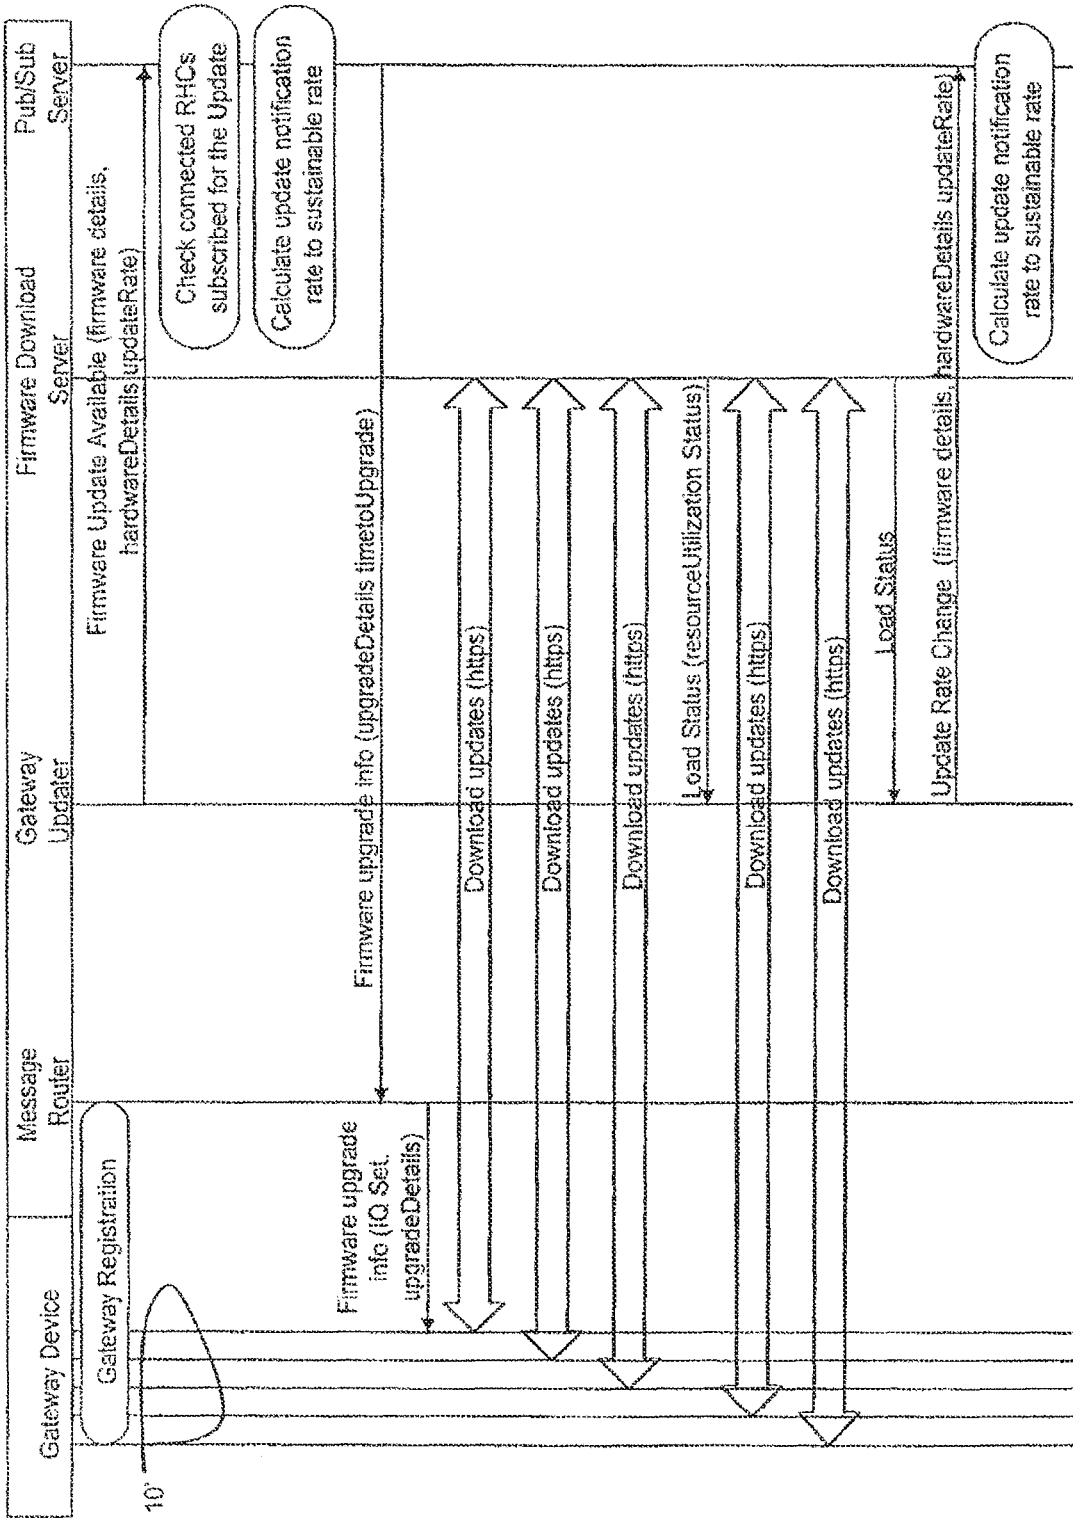 Gateway Device
Message
Router
Gateway
Updater
Firmware Download
Server
Pub/Sub
Server
Gateway Registration
10'
Firmware Update Available (firmware details,
hardwareDetails updateRate)
Check connected RHCs
subscribed for the Update
Calculate update notification
rate to sustainable rate
Firmware upgrade info (upgradeDetails timetoUpgrade)
Firmware upgrade
info (IQ Set.
upgradeDetails)
Download updates (https)
Download updates (https)
Download updates (https)
Load Status (resourceUtilization Status)
Download updates (https)
Download updates (https)
Load Status
Update Rate Change (firmware details, hardwareDetails updateRate)
Calculate update notification
rate to sustainable rate